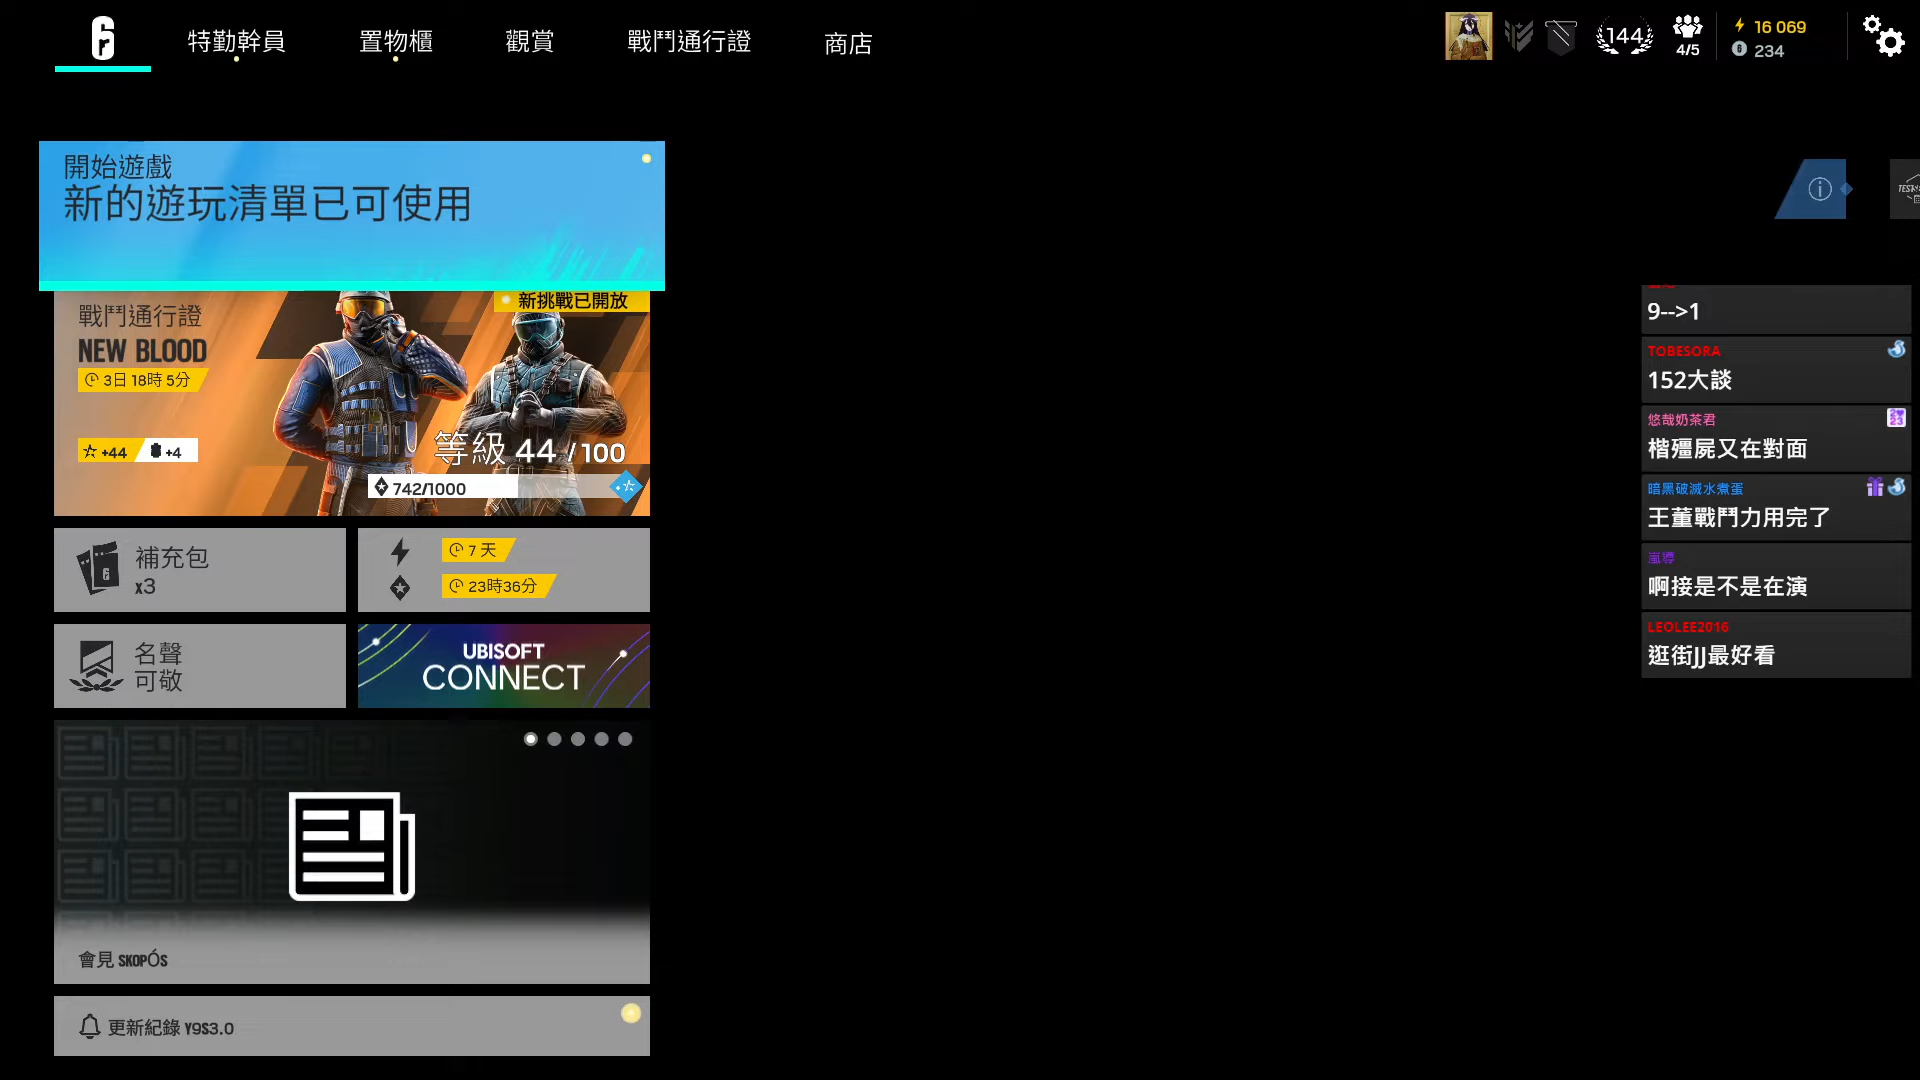 特勤幹員
置物櫃
觀賞
戰鬥通行證
商店
144
4/5
16 069
234
開始遊戲
新的遊玩清單已可使用
戰鬥通行證
新挑戰已開放
NEW BLOOD
3日 18時 5分
+44
+4
等級 44 / 100
742/1000
補充包
x3
7 天
23時36分
名聲
可敬
UBISOFT
CONNECT
會見 SKOPÓS
更新紀錄 Y9S3.0
9-->1
TOBESORA
152大談
悠哉奶茶君
楷殭屍又在對面
暗黑破滅水煮蛋
王董戰鬥力用完了
嵐導
啊接是不是在演
LEOLEE2016
逛街JJ最好看